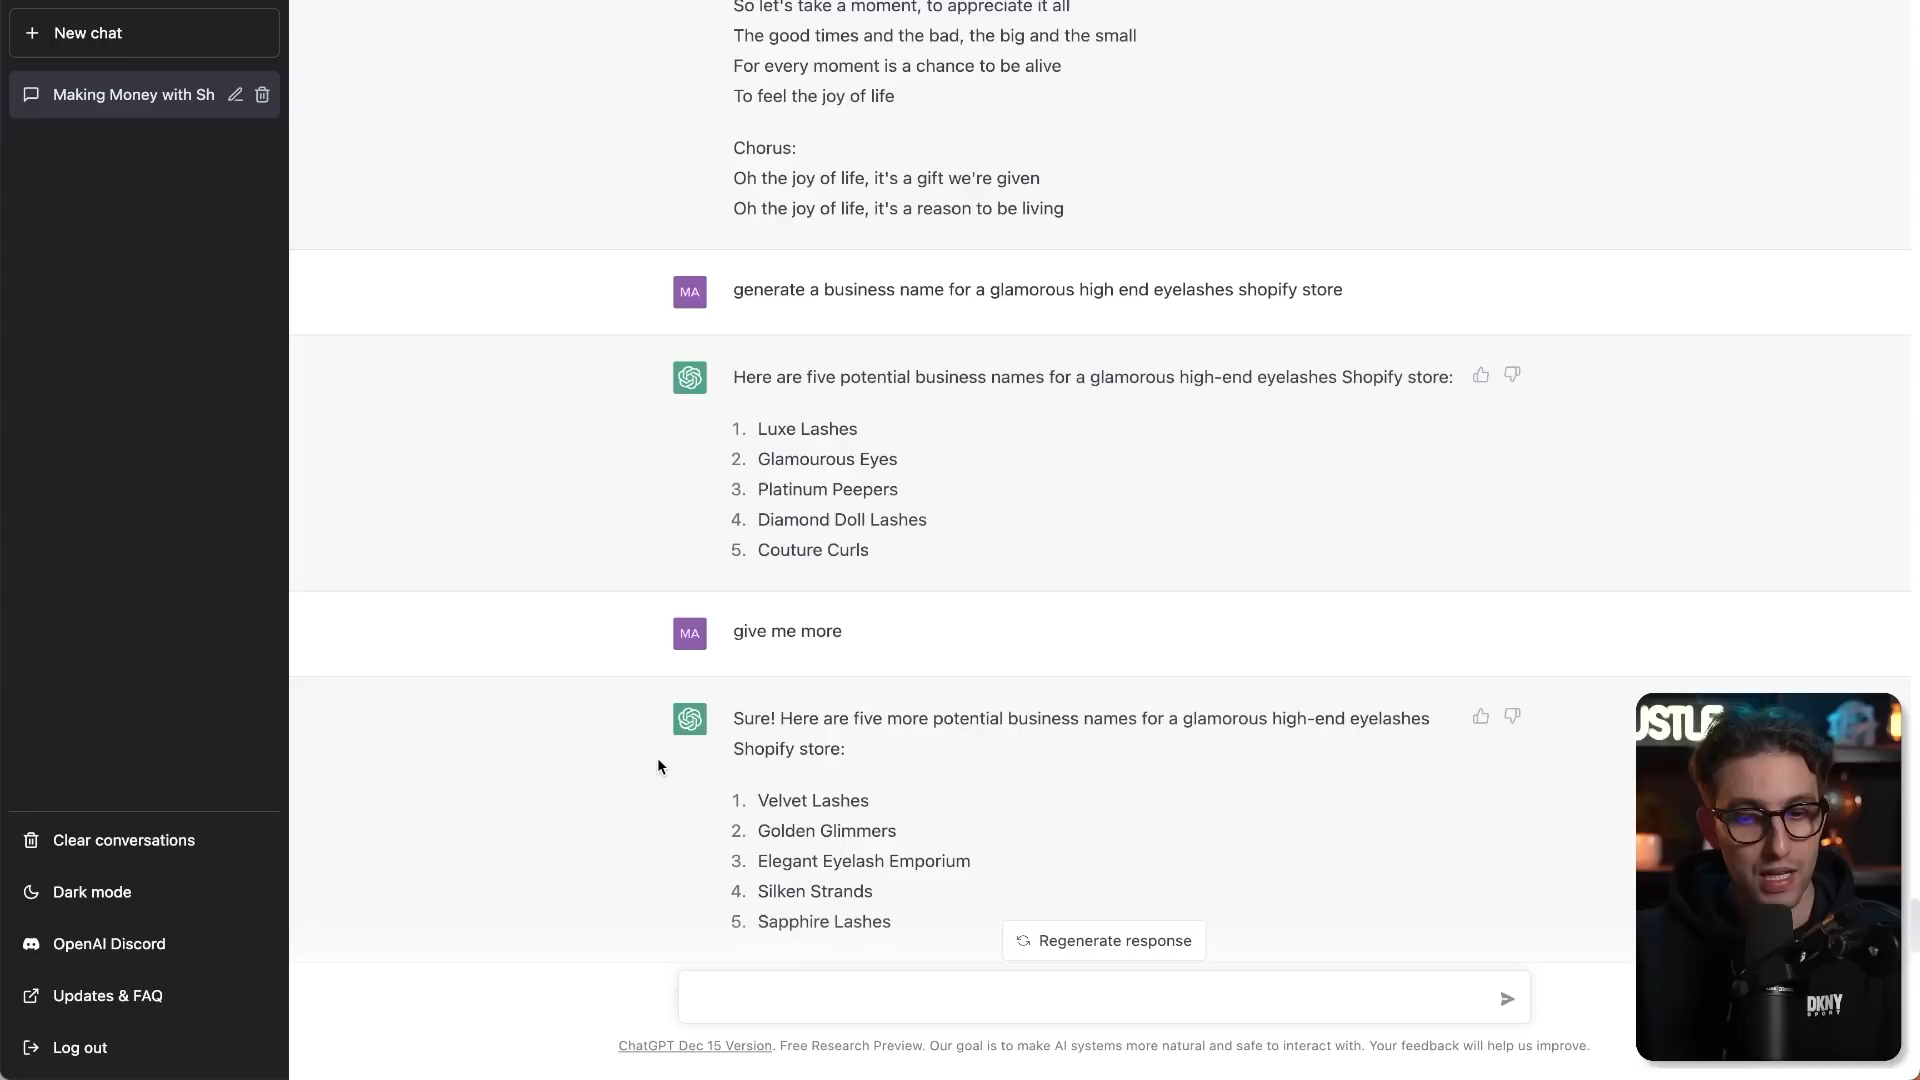 New chat
Making Money with Sh
So let's take a moment, to appreciate it all
The good times and the bad, the big and the small
For every moment is a chance to be alive
To feel the joy of life
Chorus:
Oh the joy of life, it's a gift we're given
Oh the joy of life, it's a reason to be living
MA
generate a business name for a glamorous high end eyelashes shopify store
Here are five potential business names for a glamorous high-end eyelashes Shopify store:
1. Luxe Lashes
2. Glamourous Eyes
3. Platinum Peepers
4. Diamond Doll Lashes
5. Couture Curls
MA
give me more
Sure! Here are five more potential business names for a glamorous high-end eyelashes
Shopify store:
1. Velvet Lashes
2. Golden Glimmers
3. Elegant Eyelash Emporium
4. Silken Strands
5. Sapphire Lashes
Regenerate response
ChatGPT Dec 15 Version. Free Research Preview. Our goal is to make AI systems more natural and safe to interact with. Your feedback will help us improve.
Clear conversations
Dark mode
OpenAI Discord
Updates & FAQ
Log out
USTLE
DKNY
SPORT